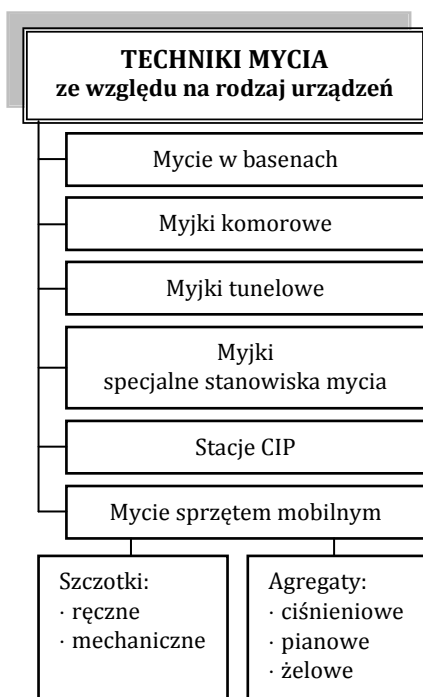 TECHNIKI MYCIA
ze względu na rodzaj urządzeń
Mycie w basenach
Myjki komorowe
Myjki tunelowe
Myjki
specjalne stanowiska mycia
Stacje CIP
Mycie sprzętem mobilnym
Szczotki:
· ręczne
· mechaniczne
Agregaty:
· ciśnieniowe
· pianowe
· żelowe